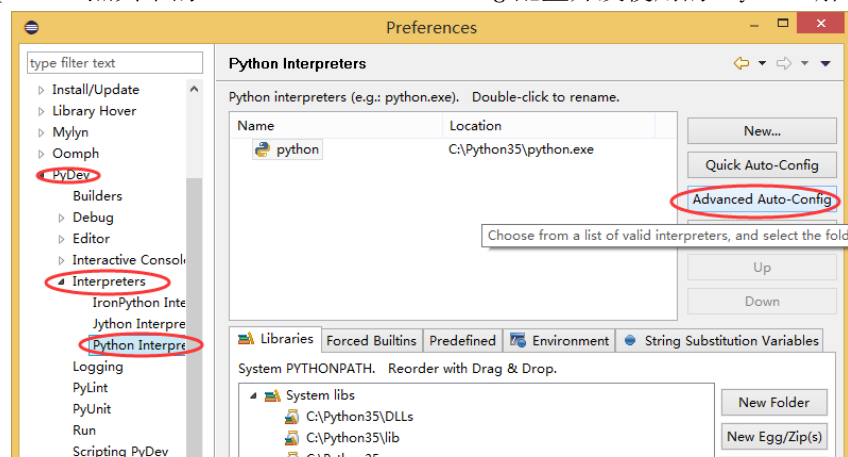 Preferences
type filter text
Install/Update
Library Hover
Mylyn
Oomph
PyDev
Builders
Debug
Editor
Interactive Consol
Interpreters
IronPython Inte
Jython Interpre
Python Interpre
Logging
PyLint
PyUnit
Run
Scripting PyDev
Python Interpreters
Python interpreters (e.g.: python.exe). Double-click to rename.
Name Location
python C:\Python35\python.exe
New...
Quick Auto-Config
Advanced Auto-Config
Choose from a list of valid interpreters, and select the fold
Up
Down
Libraries Forced Builtins Predefined Environment String Substitution Variables
System PYTHONPATH. Reorder with Drag & Drop.
System libs
C:\Python35\DLLs
C:\Python35\lib
New Folder
New Egg/Zip(s)